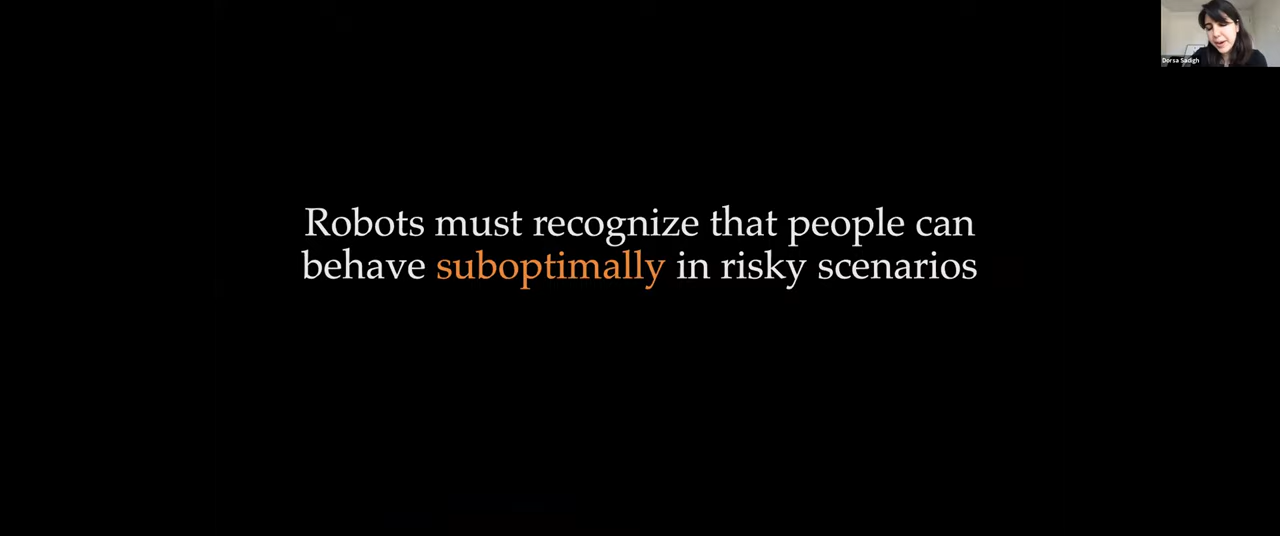 Dorsa Sadigh
Robots must recognize that people can
behave suboptimally in risky scenarios